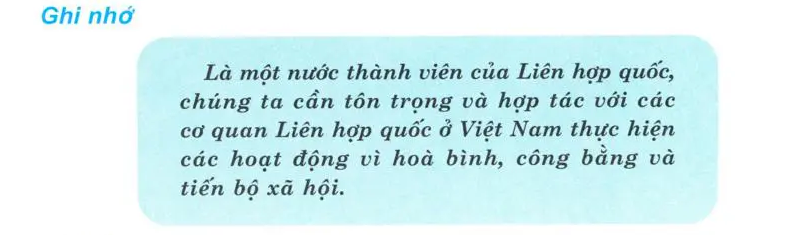 Ghi nhớ
Là một nước thành viên của Liên hợp quốc,
chúng ta cần tôn trọng và hợp tác với các
cơ quan Liên hợp quốc ở Việt Nam thực hiện
các hoạt động vì hoà bình, công bằng và
tiến bộ xã hội.